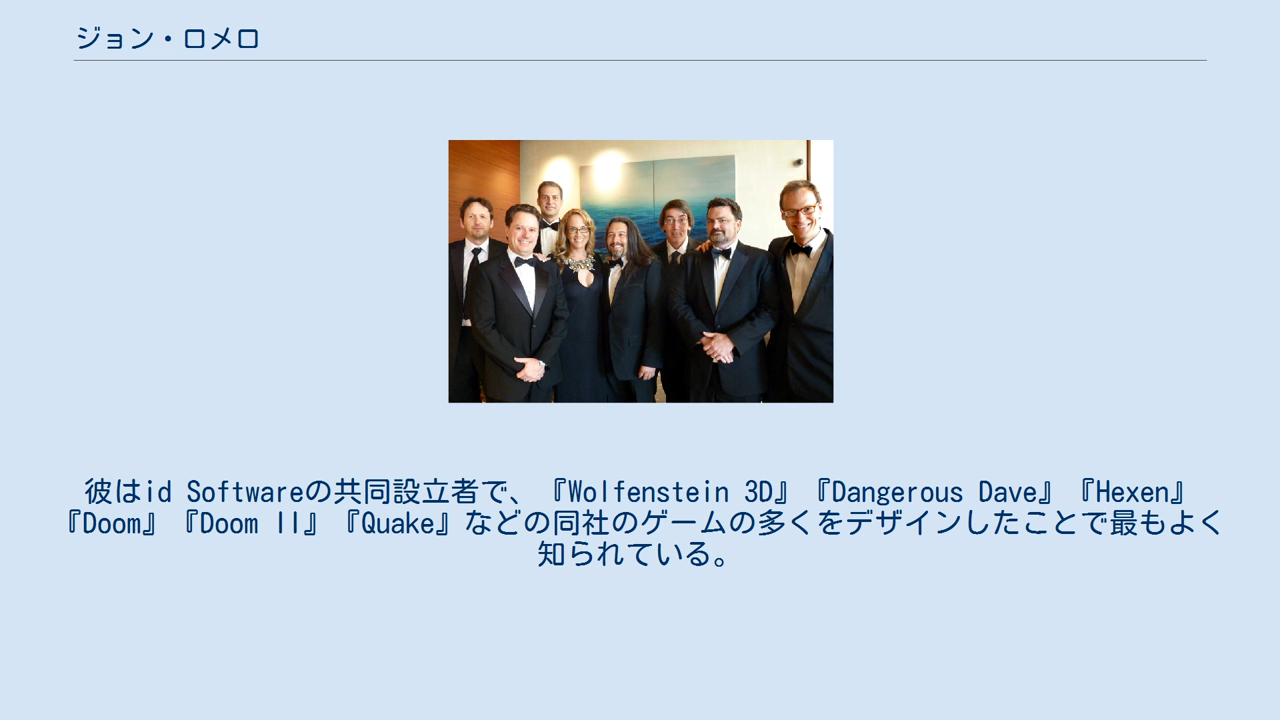 ジョン・ロメロ
彼はid Softwareの共同設立者で、『Wolfenstein 3D』『Dangerous Dave』『Hexen』
『Doom』『Doom II』『Quake』などの同社のゲームの多くをデザインしたことで最もよく
知られている。